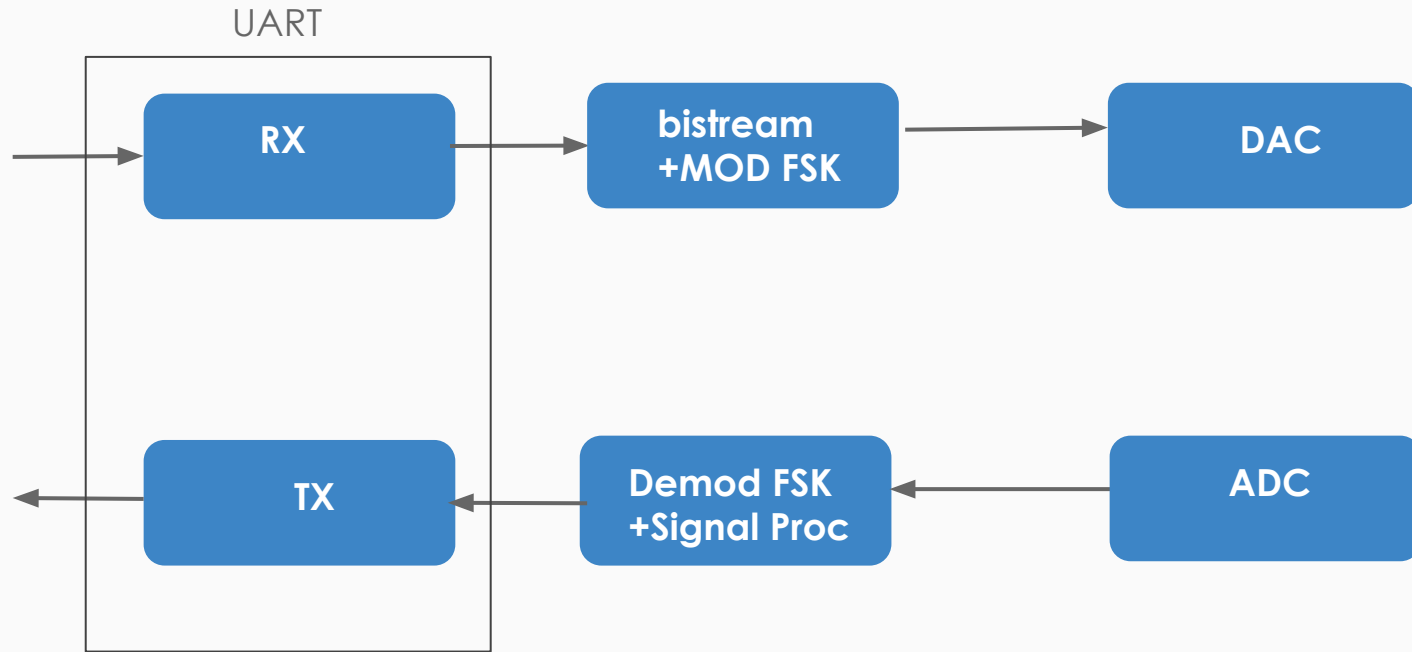 UART
RX
bistream
+MOD FSK
DAC
TX
Demod FSK
+Signal Proc
ADC